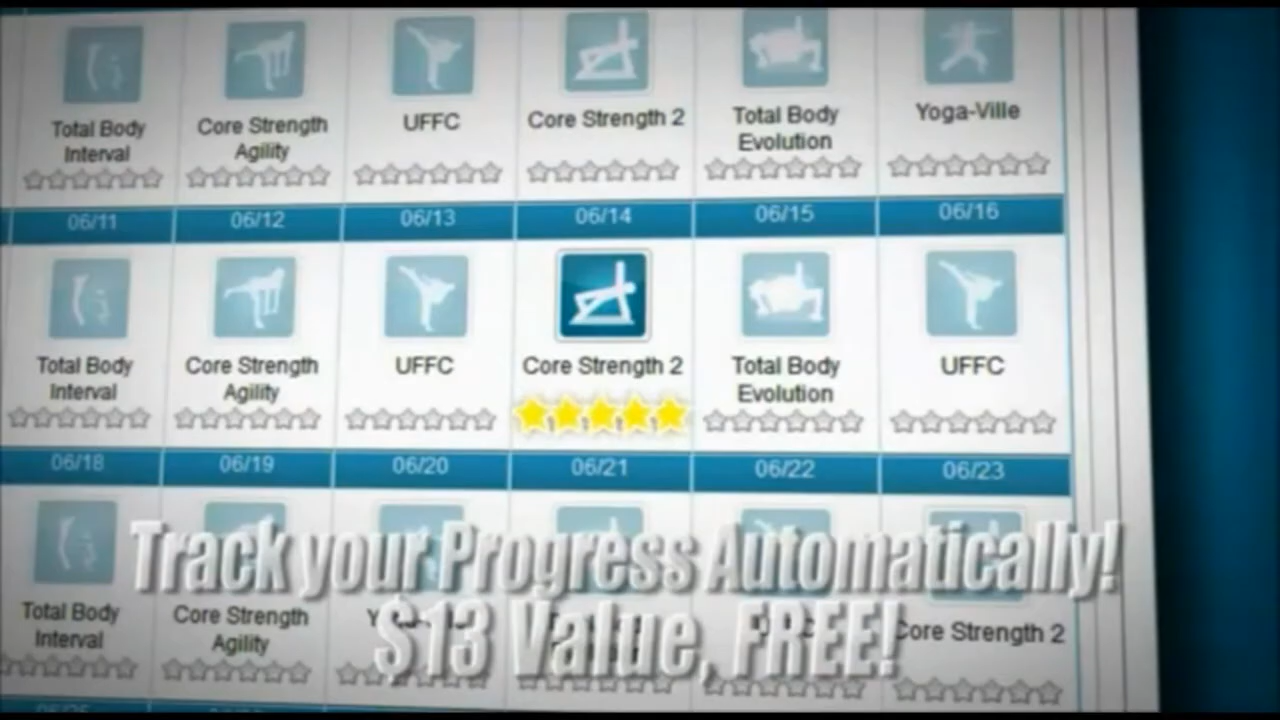 Total Body Interval
Core Strength Agility
UFFC
Core Strength 2
Total Body Evolution
Yoga-Ville
06/11 06/12 06/13 06/14 06/15 06/16
Total Body Interval
Core Strength Agility
UFFC
Core Strength 2
Total Body Evolution
UFFC
06/18 06/19 06/20 06/21 06/22 06/23
Track your Progress Automatically!
$13 Value, FREE!
Total Body Interval
Core Strength Agility
Core Strength 2